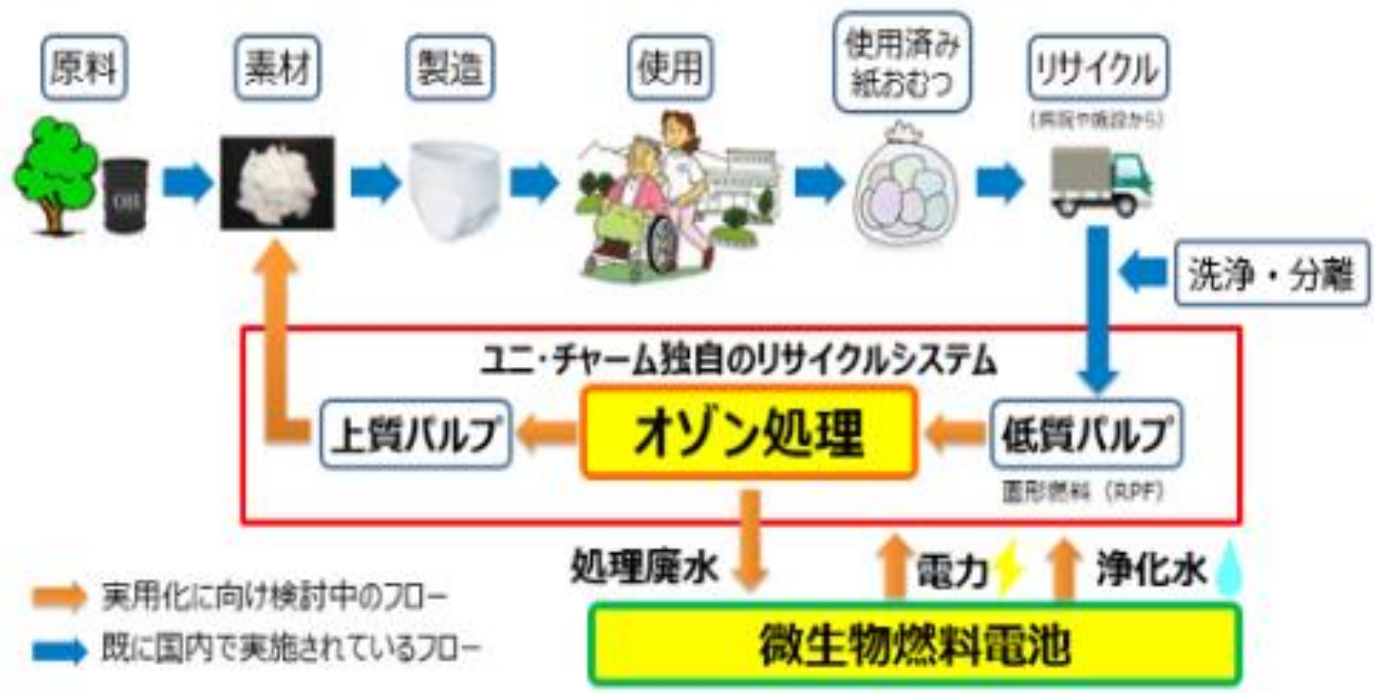 原料
素材
製造
使用
使用済み
紙おむつ
リサイクル
(病院や施設から)
OIL
洗浄・分離
ユニ・チャーム独自のリサイクルシステム
上質パルプ
オゾン処理
低質パルプ
固形燃料(RPF)
処理廃水
電力
浄化水
実用化に向け検討中のフロー
既に国内で実施されているフロー
微生物燃料電池